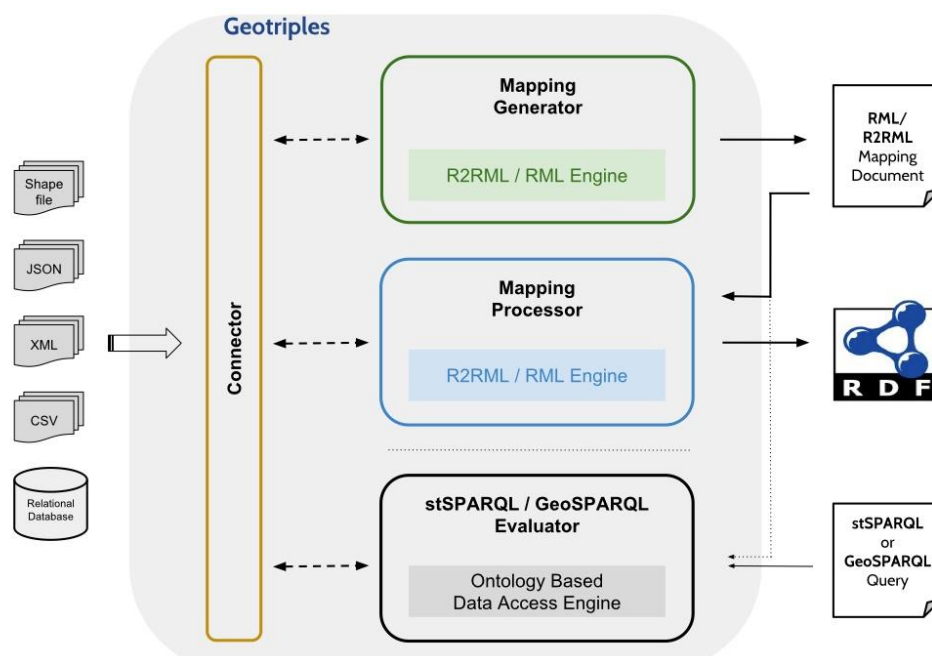 Geotriples
Shape
file
JSON
XML
CSV
Relational
Database
Connector
Mapping
Generator
R2RML / RML Engine
Mapping
Processor
R2RML / RML Engine
stSPARQL / GeoSPARQL
Evaluator
Ontology Based
Data Access Engine
RML/
R2RML
Mapping
Document
RDF
stSPARQL
or
GeoSPARQL
Query